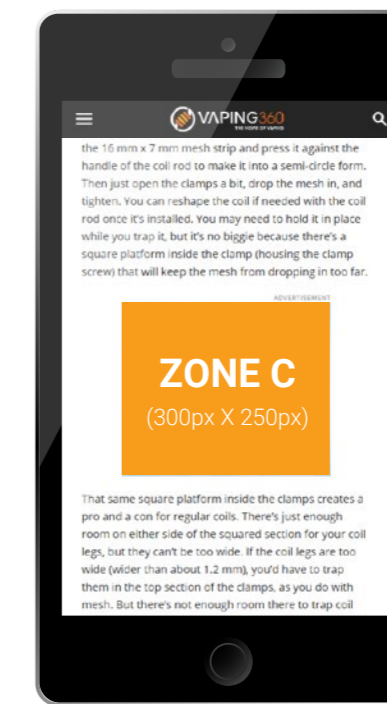 VAPING360
THE HOME OF VAPING
the 16 mm x 7 mm mesh strip and press it against the
handle of the coil rod to make it into a semi-circle form.
Then just open the clamps a bit, drop the mesh in, and
tighten. You can reshape the coil if needed with the coil
rod once it's installed. You may need to hold it in place
while you trap it, but it's no biggie because there's a
square platform inside the clamp (housing the clamp
screw) that will keep the mesh from dropping in too far.
ADVERTISEMENT
ZONE C
(300px X 250px)
That same square platform inside the clamps creates a
pro and a con for regular coils. There's just enough
room on either side of the squared section for your coil
legs, but they can't be too wide. If the coil legs are too
wide (wider than about 1.2 mm), you'd have to trap
them in the top section of the clamps, as you do with
mesh. But there's not enough room there to trap coil